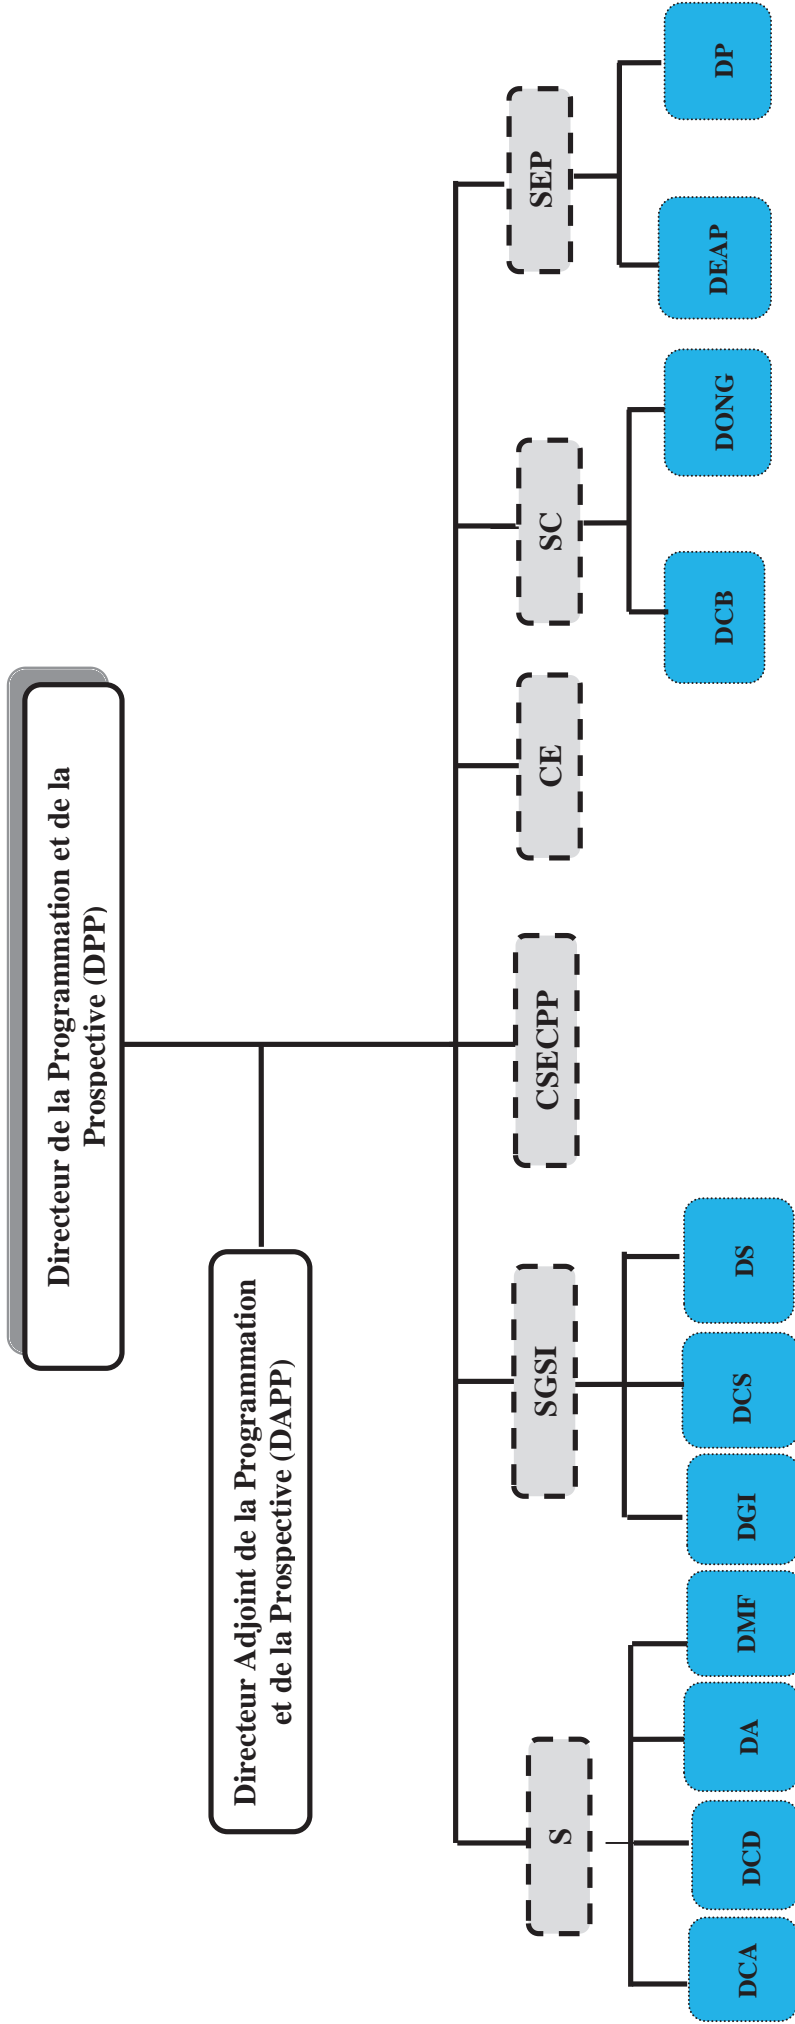 Directeur de la Programmation et de la
Prospective (DPP)
Directeur Adjoint de la Programmation
et de la Prospective (DAPP)
S
SGSI
CSECPP
CE
SC
SEP
DCA
DCD
DA
DMF
DGI
DCS
DS
DCB
DONG
DEAP
DP